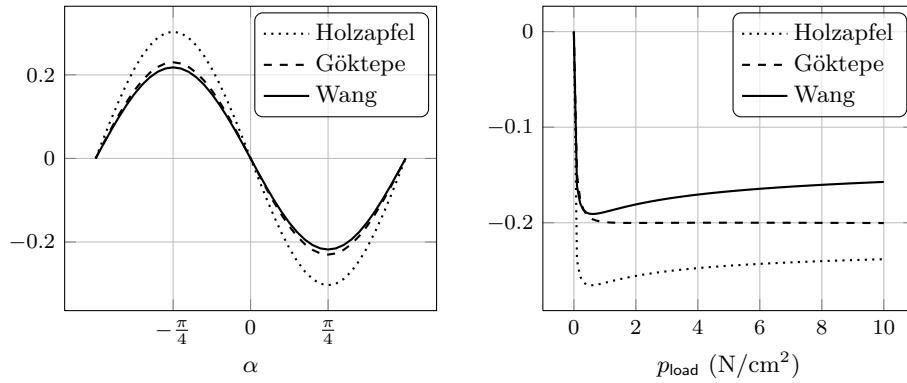 Holzapfel
Göktepe
Wang
0.2
0
−0.2
−π/4
0
π/4
α
Holzapfel
Göktepe
Wang
0
−0.1
−0.2
0
2
4
6
8
10
p_load (N/cm²)